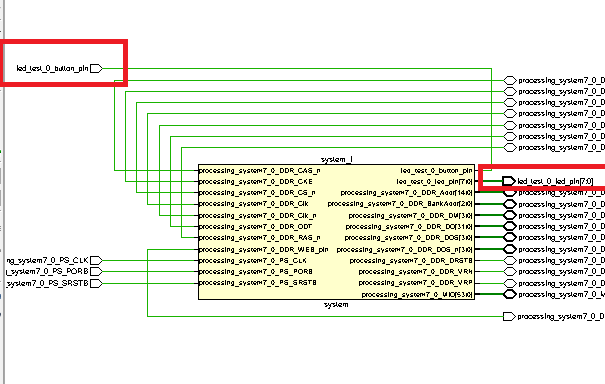 led_test_0_button_pin
processing_system7_0_D
processing_system7_0_D
processing_system7_0_D
processing_system7_0_D
processing_system7_0_D
processing_system7_0_D
processing_system7_0_D
system_i
processing_system7_0_DDR_CAS_n
led_test_0_button_pin
processing_system7_0_DDR_CKE
led_test_0_led_pin[7:0]
led_test_0_led_pin[7:0]
processing_system7_0_DDR_CS_n
processing_system7_0_DDR_Addr[14:0]
processing_system7_0_D
processing_system7_0_DDR_Clk
processing_system7_0_DDR_BankAddr[2:0]
processing_system7_0_D
processing_system7_0_DDR_Clk_n
processing_system7_0_DDR_DM[3:0]
processing_system7_0_D
processing_system7_0_DDR_ODT
processing_system7_0_DDR_DQ[31:0]
processing_system7_0_D
processing_system7_0_DDR_RAS_n
processing_system7_0_DDR_DQS[3:0]
processing_system7_0_D
processing_system7_0_DDR_WEB_pin
processing_system7_0_DDR_DQS_n[3:0]
processing_system7_0_D
ng_system7_0_PS_CLK
processing_system7_0_PS_CLK
processing_system7_0_DDR_DRSTB
processing_system7_0_D
g_system7_0_PS_PORB
processing_system7_0_PS_PORB
processing_system7_0_DDR_VRN
processing_system7_0_D
_system7_0_PS_SRSTB
processing_system7_0_PS_SRSTB
processing_system7_0_DDR_VRP
processing_system7_0_D
processing_system7_0_MIO[53:0]
processing_system7_0_M
system
processing_system7_0_D